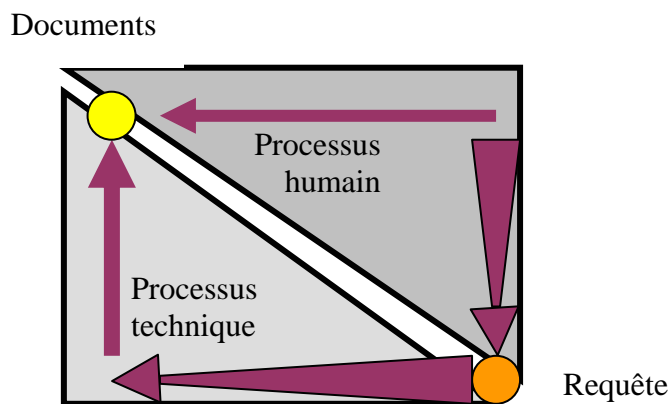 Documents
Processus
humain
Processus
technique
Requête